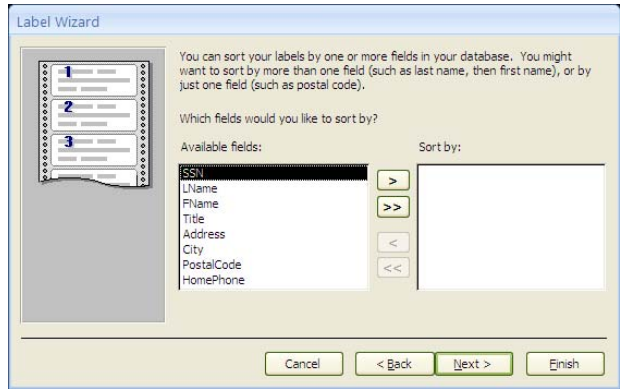 Label Wizard
You can sort your labels by one or more fields in your database. You might
want to sort by more than one field (such as last name, then first name), or by
just one field (such as postal code).
1
2
3
Which fields would you like to sort by?
Available fields:
Sort by:
SSN
LName
FName
Title
Address
City
PostalCode
HomePhone
>
>>
<
<<
Cancel
< Back
Next >
Finish